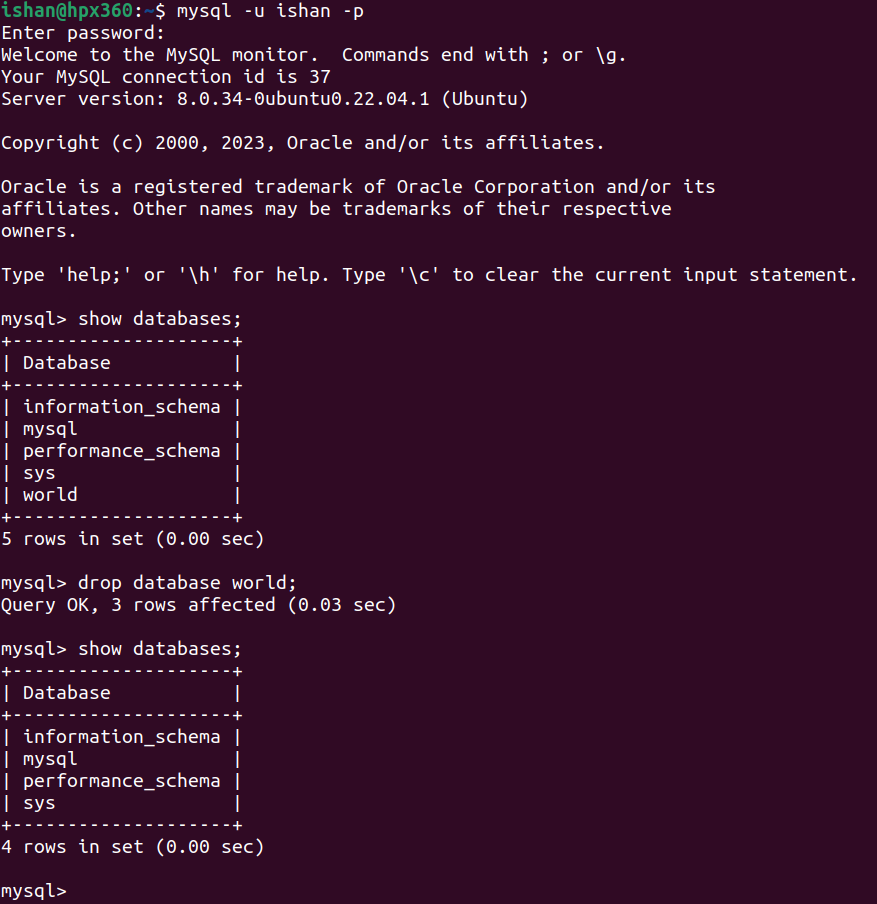 ishan@hpx360:~$ mysql -u ishan -p
Enter password:
Welcome to the MySQL monitor.  Commands end with ; or \g.
Your MySQL connection id is 37
Server version: 8.0.34-0ubuntu0.22.04.1 (Ubuntu)

Copyright (c) 2000, 2023, Oracle and/or its affiliates.

Oracle is a registered trademark of Oracle Corporation and/or its
affiliates. Other names may be trademarks of their respective
owners.

Type 'help;' or '\h' for help. Type '\c' to clear the current input statement.

mysql> show databases;
+--------------------+
| Database           |
+--------------------+
| information_schema |
| mysql              |
| performance_schema |
| sys                |
| world              |
+--------------------+
5 rows in set (0.00 sec)

mysql> drop database world;
Query OK, 3 rows affected (0.03 sec)

mysql> show databases;
+--------------------+
| Database           |
+--------------------+
| information_schema |
| mysql              |
| performance_schema |
| sys                |
+--------------------+
4 rows in set (0.00 sec)

mysql>